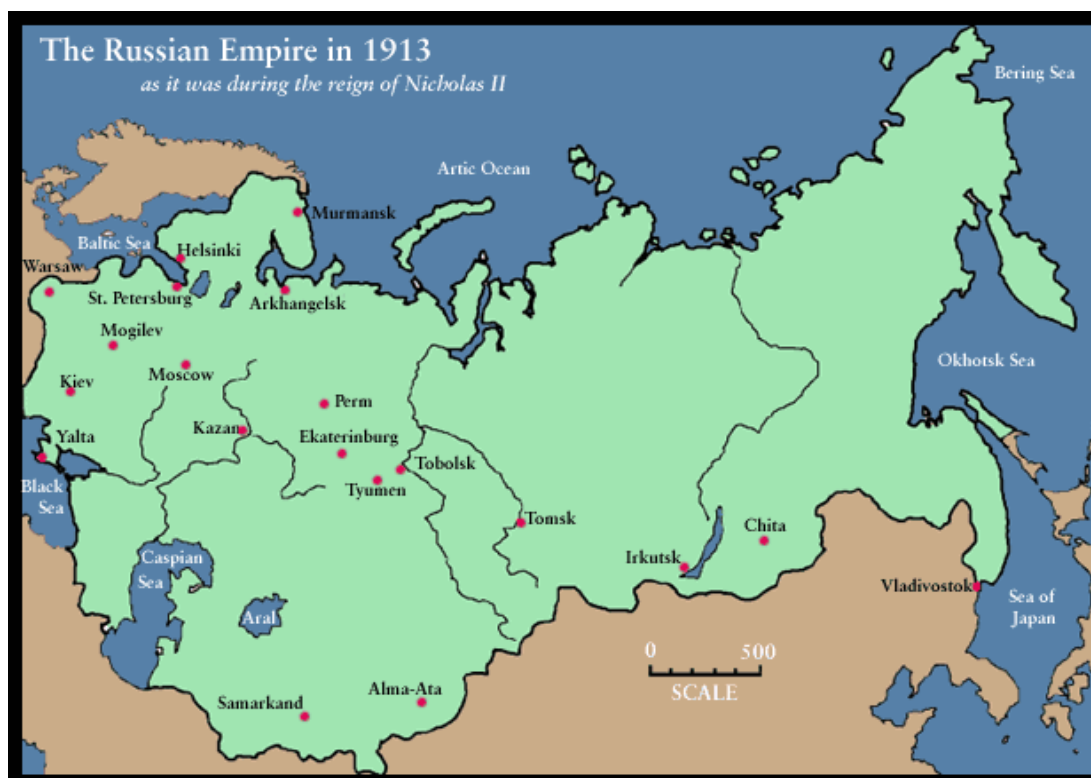 The Russian Empire in 1913
as it was during the reign of Nicholas II
Bering Sea
Artic Ocean
Murmansk
Baltic Sea
Helsinki
Warsaw
St. Petersburg
Arkhangelsk
Mogilev
Moscow
Okhotsk Sea
Kiev
Perm
Kazan
Ekaterinburg
Yalta
Tobolsk
Tyumen
Black
Sea
Tomsk
Chita
Caspian
Sea
Irkutsk
Vladivostok
Sea of
Japan
Aral
0 500
SCALE
Alma-Ata
Samarkand